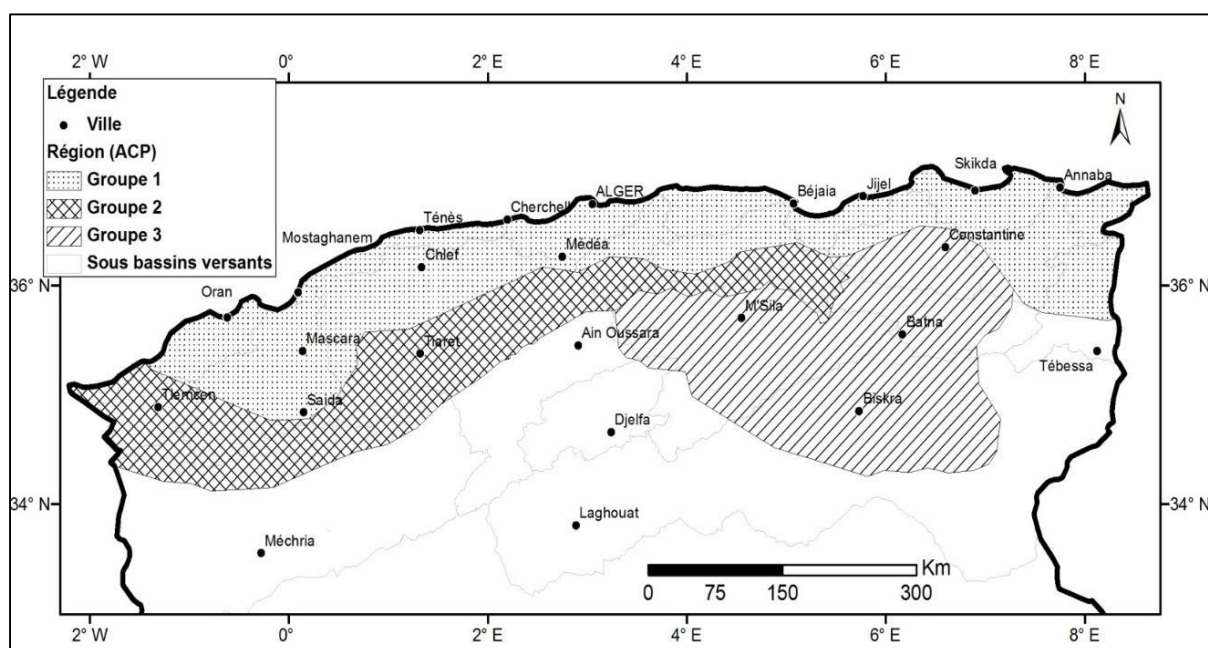 2° W 0° 2° E 4° E 6° E 8° E
Légende
Ville
Région (ACP)
Groupe 1
Groupe 2
Groupe 3
Sous bassins versants
N
Skikda
Annaba
Jijel
Béjaia
ALGER
Cherchell
Ténès
Mostaghanem
Constantine
Médéa
Chlef
36° N 36° N
Oran
M'Sila
Batna
Ain Oussara
Mascara
Tiaret
Tébessa
Tlemcen
Saida
Biskra
Djelfa
34° N 34° N
Laghouat
Méchria
Km
0 75 150 300
2° W 0° 2° E 4° E 6° E 8° E